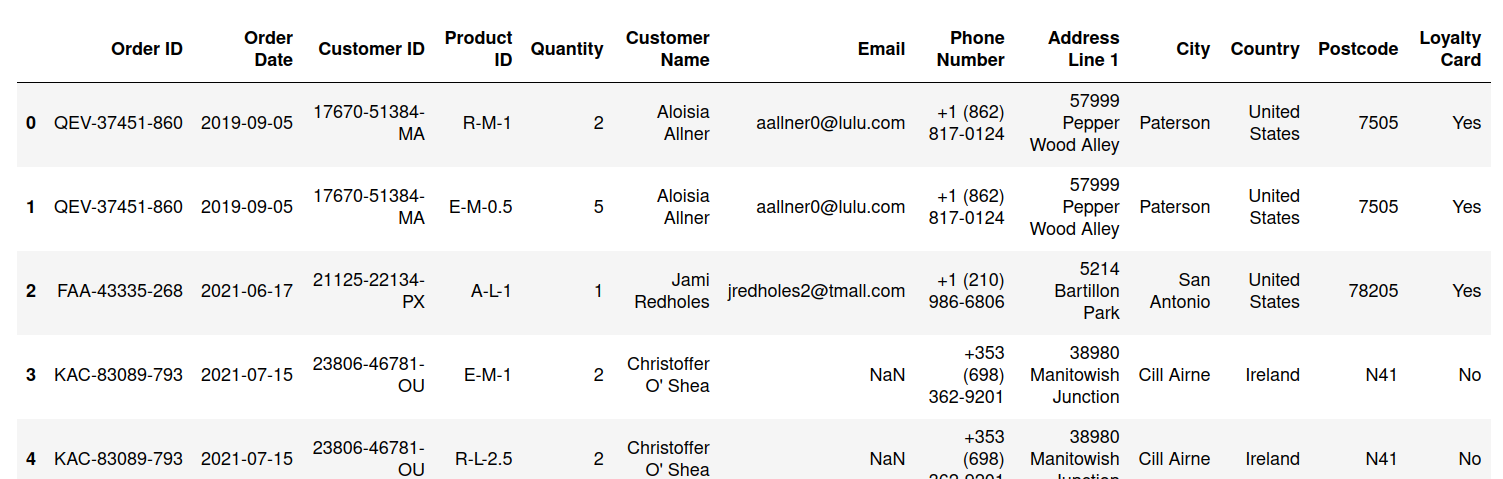 Order ID Order Date Customer ID Product ID Quantity Customer Name Email Phone Number Address Line 1 City Country Postcode Loyalty Card
0 QEV-37451-860 2019-09-05 17670-51384-MA R-M-1 2 Aloisia Allner aallner0@lulu.com +1 (862) 817-0124 57999 Pepper Wood Alley Paterson United States 7505 Yes
1 QEV-37451-860 2019-09-05 17670-51384-MA E-M-0.5 5 Aloisia Allner aallner0@lulu.com +1 (862) 817-0124 57999 Pepper Wood Alley Paterson United States 7505 Yes
2 FAA-43335-268 2021-06-17 21125-22134-PX A-L-1 1 Jami Redholes jredholes2@tmall.com +1 (210) 986-6806 5214 Bartillon Park San Antonio United States 78205 Yes
3 KAC-83089-793 2021-07-15 23806-46781-OU E-M-1 2 Christoffer O' Shea NaN +353 (698) 362-9201 38980 Manitowish Junction Cill Airne Ireland N41 No
4 KAC-83089-793 2021-07-15 23806-46781-OU R-L-2.5 2 Christoffer O' Shea NaN +353 (698) 38980 Manitowish Cill Airne Ireland N41 No